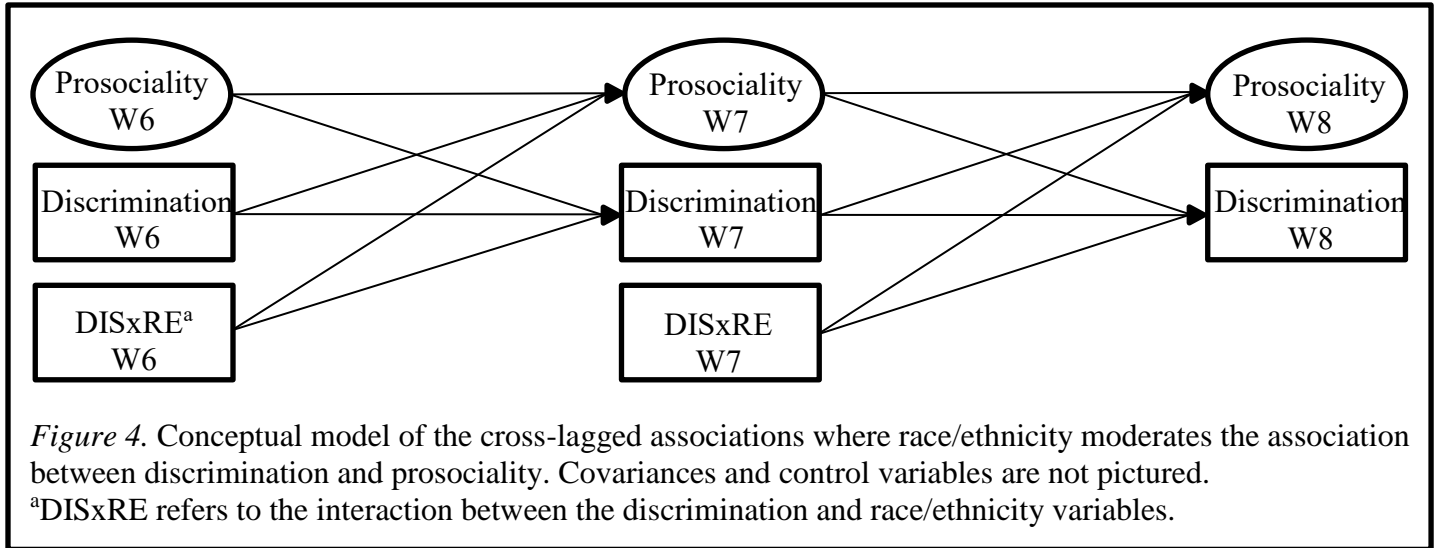 Prosociality
W6
Prosociality
W7
Prosociality
W8
Discrimination
W6
Discrimination
W7
Discrimination
W8
DISxREᵃ
W6
DISxRE
W7
Figure 4. Conceptual model of the cross-lagged associations where race/ethnicity moderates the association
between discrimination and prosociality. Covariances and control variables are not pictured.
ᵃDISxRE refers to the interaction between the discrimination and race/ethnicity variables.